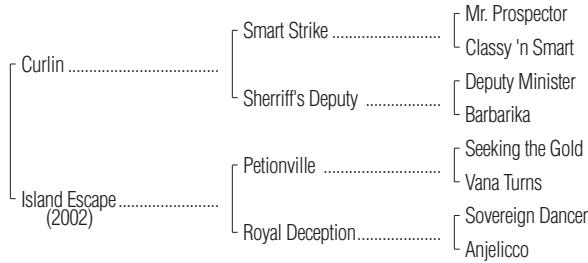 Mr. Prospector
Smart Strike ..........................
Classy 'n Smart
Curlin .....................................
Deputy Minister
Sherriff's Deputy ..................
Barbarika
Seeking the Gold
Petionville .............................
Vana Turns
Island Escape.........................
(2002)
Sovereign Dancer
Royal Deception.....................
Anjelicco